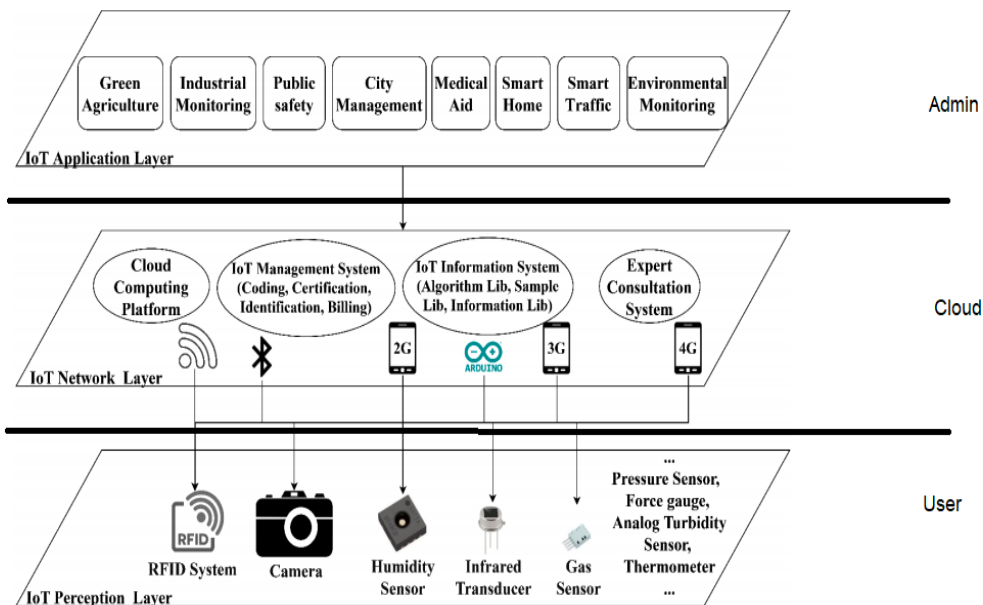 Green
Agriculture
Industrial
Monitoring
Public
safety
City
Management
Medical
Aid
Smart
Home
Smart
Traffic
Environmental
Monitoring
IoT Application Layer
Admin
Cloud
Computing
Platform
IoT Management System
(Coding, Certification,
Identification, Billing)
IoT Information System
(Algorithm Lib, Sample
Lib, Information Lib)
Expert
Consultation
System
2G
ARDUINO
3G
4G
IoT Network Layer
Cloud
RFID
RFID System
Camera
Humidity
Sensor
Infrared
Transducer
Gas
Sensor
...
Pressure Sensor,
Force gauge,
Analog Turbidity
Sensor,
Thermometer
...
IoT Perception Layer
User